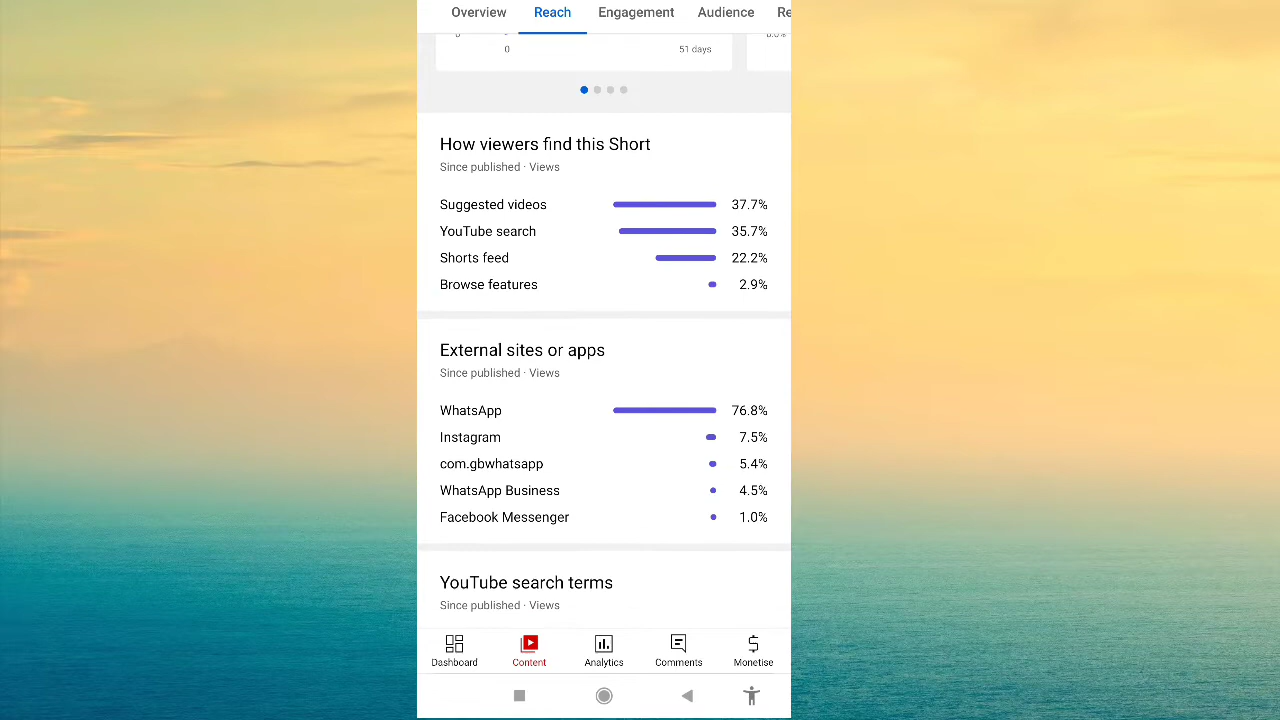 Overview Reach Engagement Audience Re
0 51 days
How viewers find this Short
Since published · Views
Suggested videos 37.7%
YouTube search 35.7%
Shorts feed 22.2%
Browse features 2.9%
External sites or apps
Since published · Views
WhatsApp 76.8%
Instagram 7.5%
com.gbwhatsapp 5.4%
WhatsApp Business 4.5%
Facebook Messenger 1.0%
YouTube search terms
Since published · Views
Dashboard Content Analytics Comments Monetise